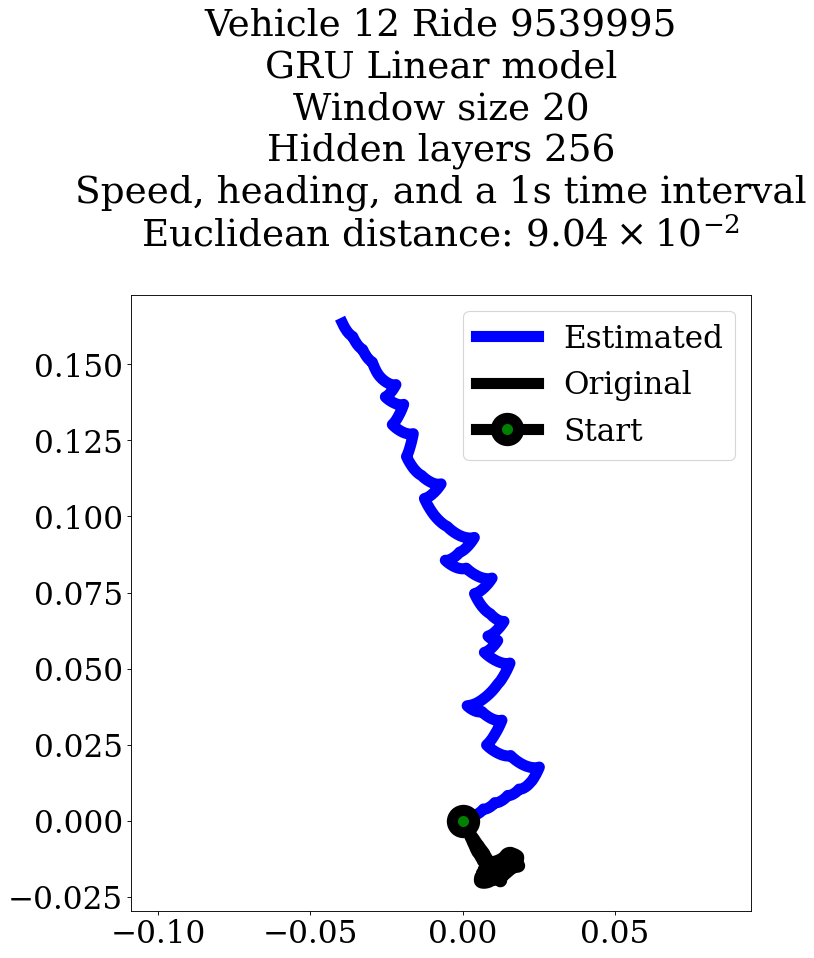 Vehicle 12 Ride 9539995
GRU Linear model
Window size 20
Hidden layers 256
Speed, heading, and a 1s time interval
Euclidean distance: 9.04 × 10⁻²
Estimated
Original
Start
0.150
0.125
0.100
0.075
0.050
0.025
0.000
−0.025
−0.10 −0.05 0.00 0.05